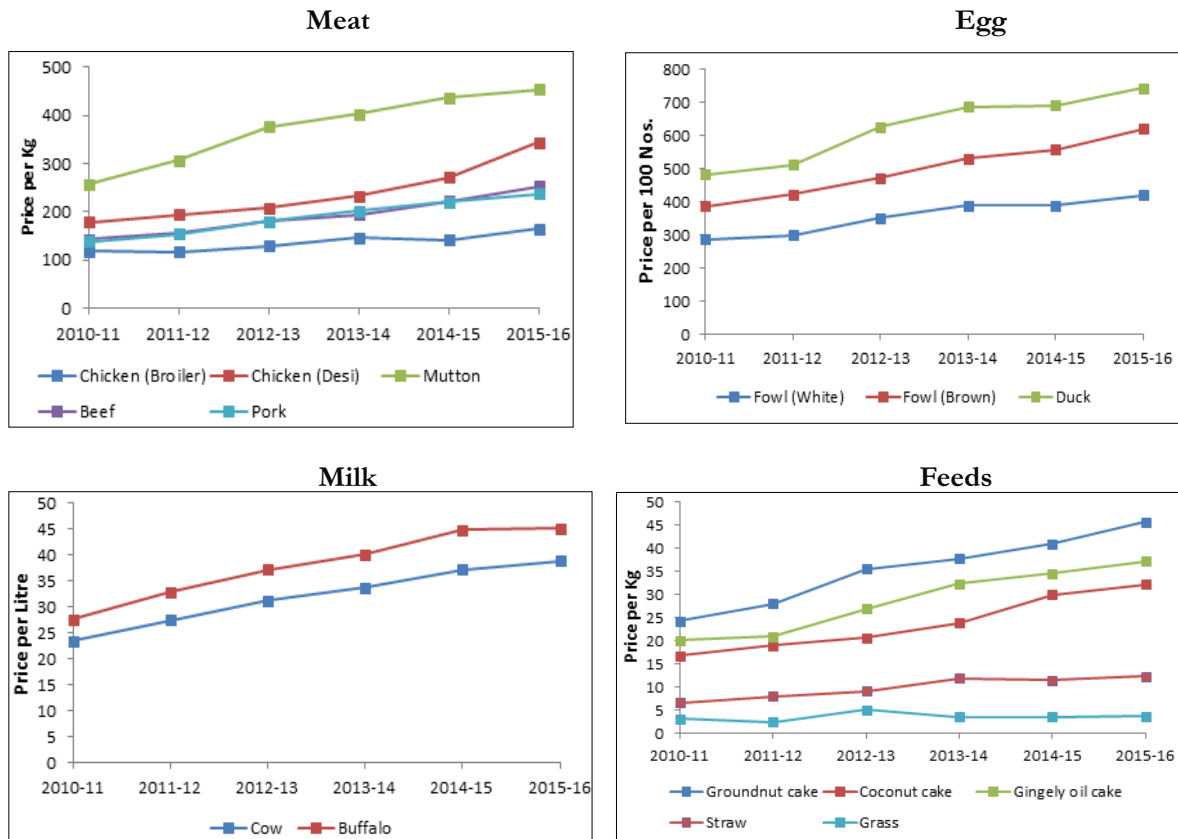 Meat
Price per Kg
500
400
300
200
100
0
2010-11 2011-12 2012-13 2013-14 2014-15 2015-16
Chicken (Broiler) Chicken (Desi) Mutton
Beef Pork
Egg
Price per 100 Nos.
800
700
600
500
400
300
200
100
0
2010-11 2011-12 2012-13 2013-14 2014-15 2015-16
Fowl (White) Fowl (Brown) Duck
Milk
Price per Litre
50
45
40
35
30
25
20
15
10
5
0
2010-11 2011-12 2012-13 2013-14 2014-15 2015-16
Cow Buffalo
Feeds
Price per Kg
50
45
40
35
30
25
20
15
10
5
0
2010-11 2011-12 2012-13 2013-14 2014-15 2015-16
Groundnut cake Coconut cake Gingely oil cake
Straw Grass